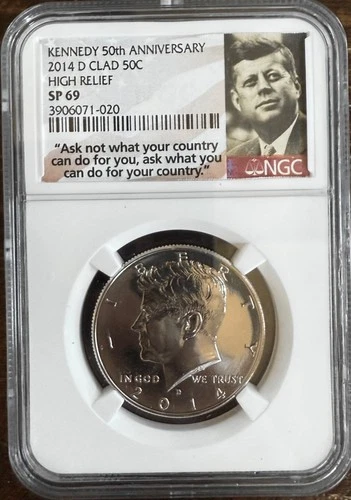 KENNEDY 50th ANNIVERSARY
2014 D CLAD 50C
HIGH RELIEF
SP 69
3906071-020
"Ask not what your country
can do for you, ask what you
can do for your country."
NGC
LIBERTY
IN GOD WE TRUST
D
2014